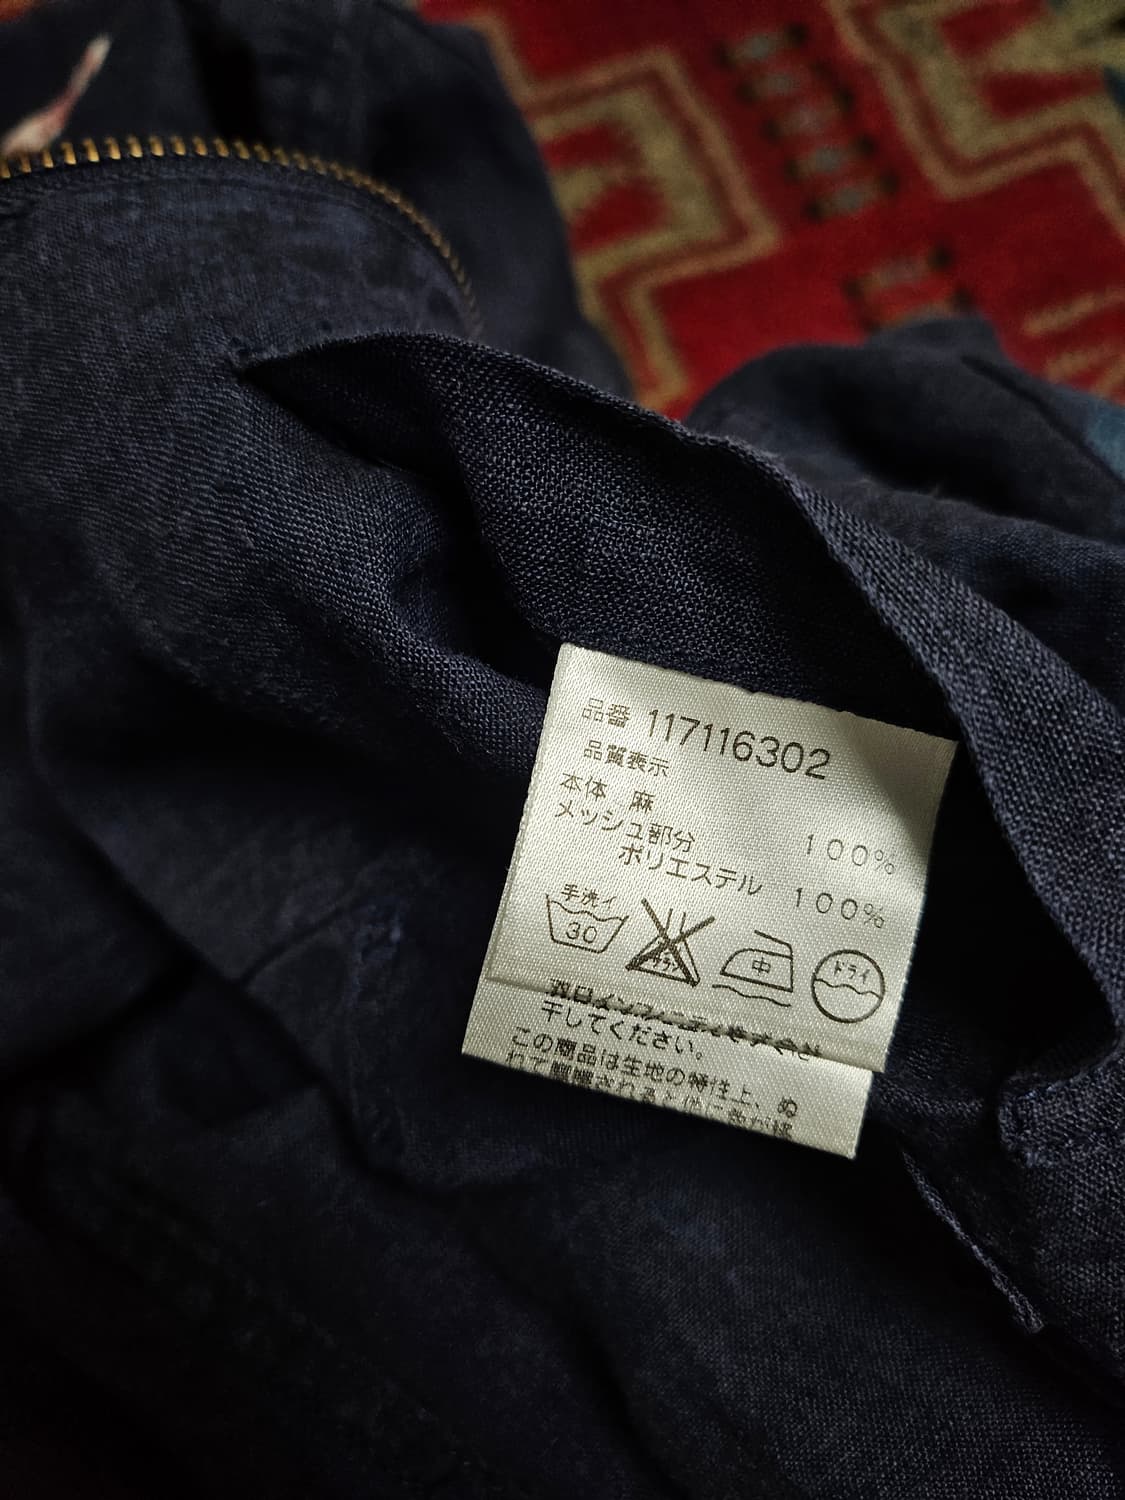 品番 117116302
品質表示
本体 麻 100%
メッシュ部分
ポリエステル 100%
手洗イ
30
中
ドライ
干してください。
この商品は生地の特性上、ぬ
れて